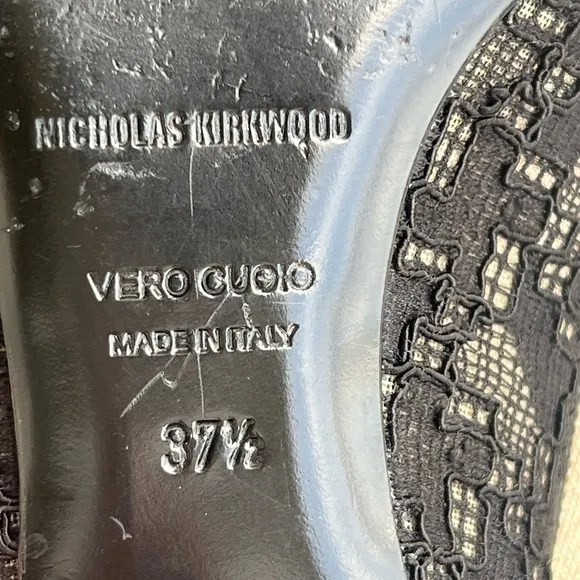 NICHOLAS KIRKWOOD
VERO CUOIO
MADE IN ITALY
37½